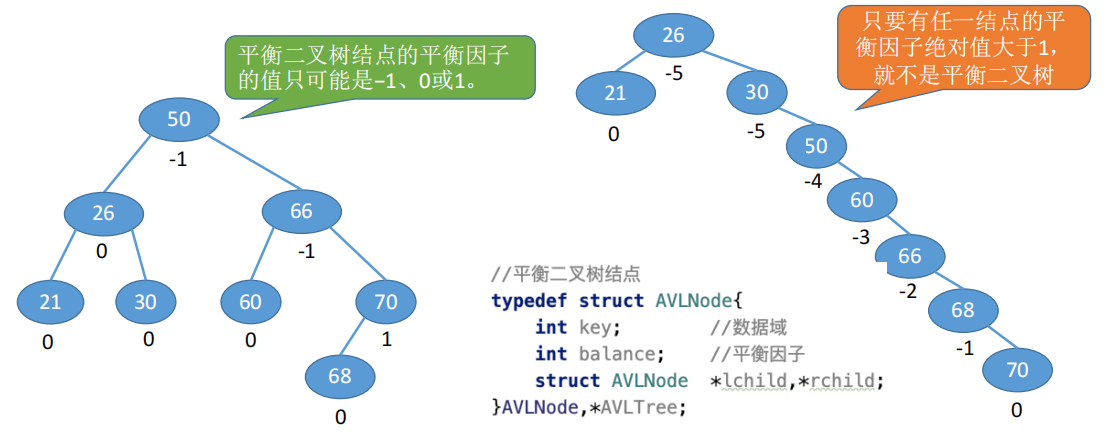 平衡二叉树结点的平衡因子
的值只可能是−1、0或1。
50
-1
26
0
66
-1
21
0
30
0
60
0
70
1
68
0
只要有任一结点的平
衡因子绝对值大于1，
就不是平衡二叉树
26
-5
21
0
30
-5
50
-4
60
-3
66
-2
68
-1
70
0
//平衡二叉树结点
typedef struct AVLNode{
    int key;         //数据域
    int balance;     //平衡因子
    struct AVLNode  *lchild,*rchild;
}AVLNode,*AVLTree;